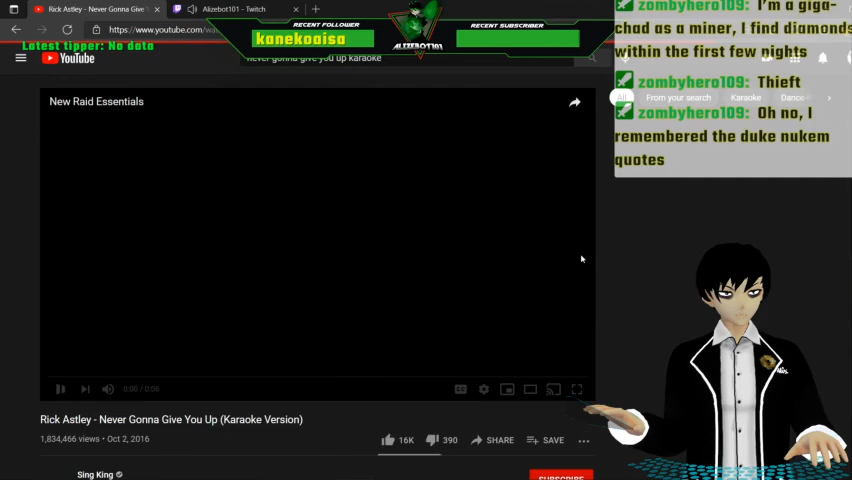 Rick Astley - Never Gonna Give Y
Alizebot101 - Twitch
https://www.youtube.com/wa
RECENT FOLLOWER
kanekoaisa
RECENT SUBSCRIBER
ALIZEBOT101
Latest tipper: No data
YouTube
never gonna give you up karaoke
I'm a giga-
chad as a miner, I find diamonds
within the first few nights
zombyhero109: Thieft
All
From your search
Karaoke
Dance
zombyhero109: Oh no, I
remembered the duke nukem
quotes
New Raid Essentials
0:00 / 0:06
Rick Astley - Never Gonna Give You Up (Karaoke Version)
1,834,466 views • Oct 2, 2016
16K
390
SHARE
SAVE
Sing King
SUBSCRIBE